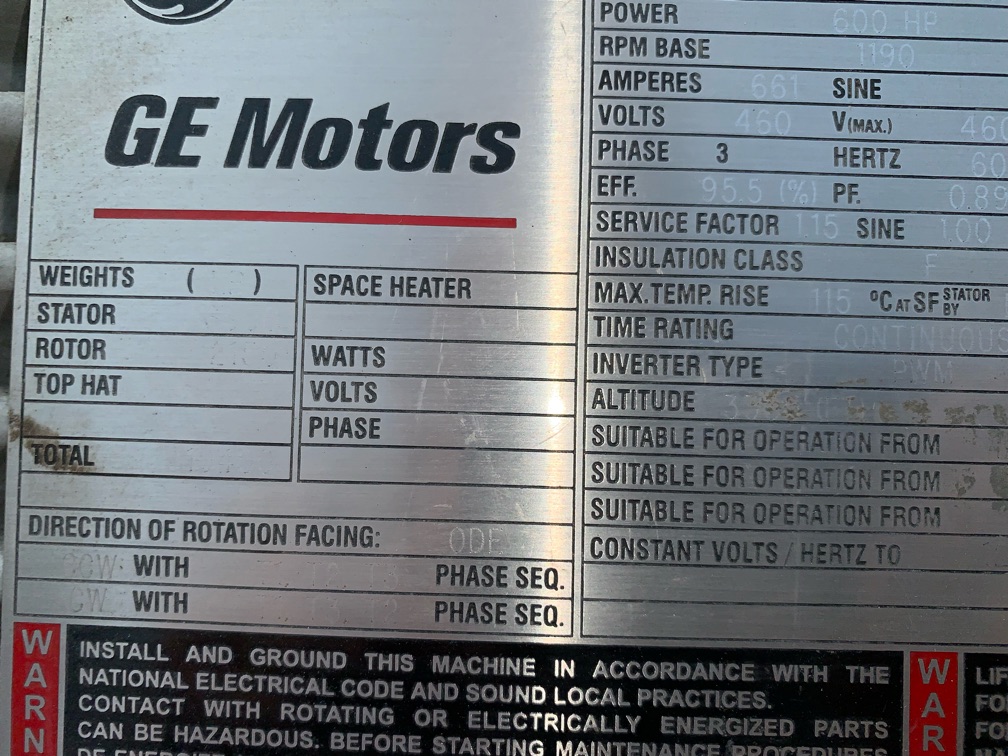 GE Motors
WEIGHTS ( )
STATOR
ROTOR
TOP HAT
TOTAL
SPACE HEATER
WATTS
VOLTS
PHASE
DIRECTION OF ROTATION FACING: ODE
CCW WITH PHASE SEQ.
CW WITH PHASE SEQ.
POWER 600 HP
RPM BASE 1190
AMPERES 661 SINE
VOLTS 460 V(MAX.) 460
PHASE 3 HERTZ 60
EFF. 95.5 (%) PF. 0.89
SERVICE FACTOR 1.15 SINE 1.00
INSULATION CLASS F
MAX. TEMP. RISE 115 °C AT SF STATOR BY
TIME RATING CONTINUOUS
INVERTER TYPE PWM
ALTITUDE
SUITABLE FOR OPERATION FROM
SUITABLE FOR OPERATION FROM
SUITABLE FOR OPERATION FROM
CONSTANT VOLTS / HERTZ TO
WARN
INSTALL AND GROUND THIS MACHINE IN ACCORDANCE WITH THE
NATIONAL ELECTRICAL CODE AND SOUND LOCAL PRACTICES.
CONTACT WITH ROTATING OR ELECTRICALLY ENERGIZED PARTS
CAN BE HAZARDOUS. BEFORE STARTING MAINTENANCE PROCEDURE
WAR